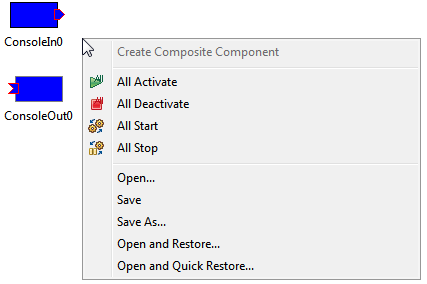 ConsoleIn0
ConsoleOut0
Create Composite Component
All Activate
All Deactivate
All Start
All Stop
Open...
Save
Save As...
Open and Restore...
Open and Quick Restore...